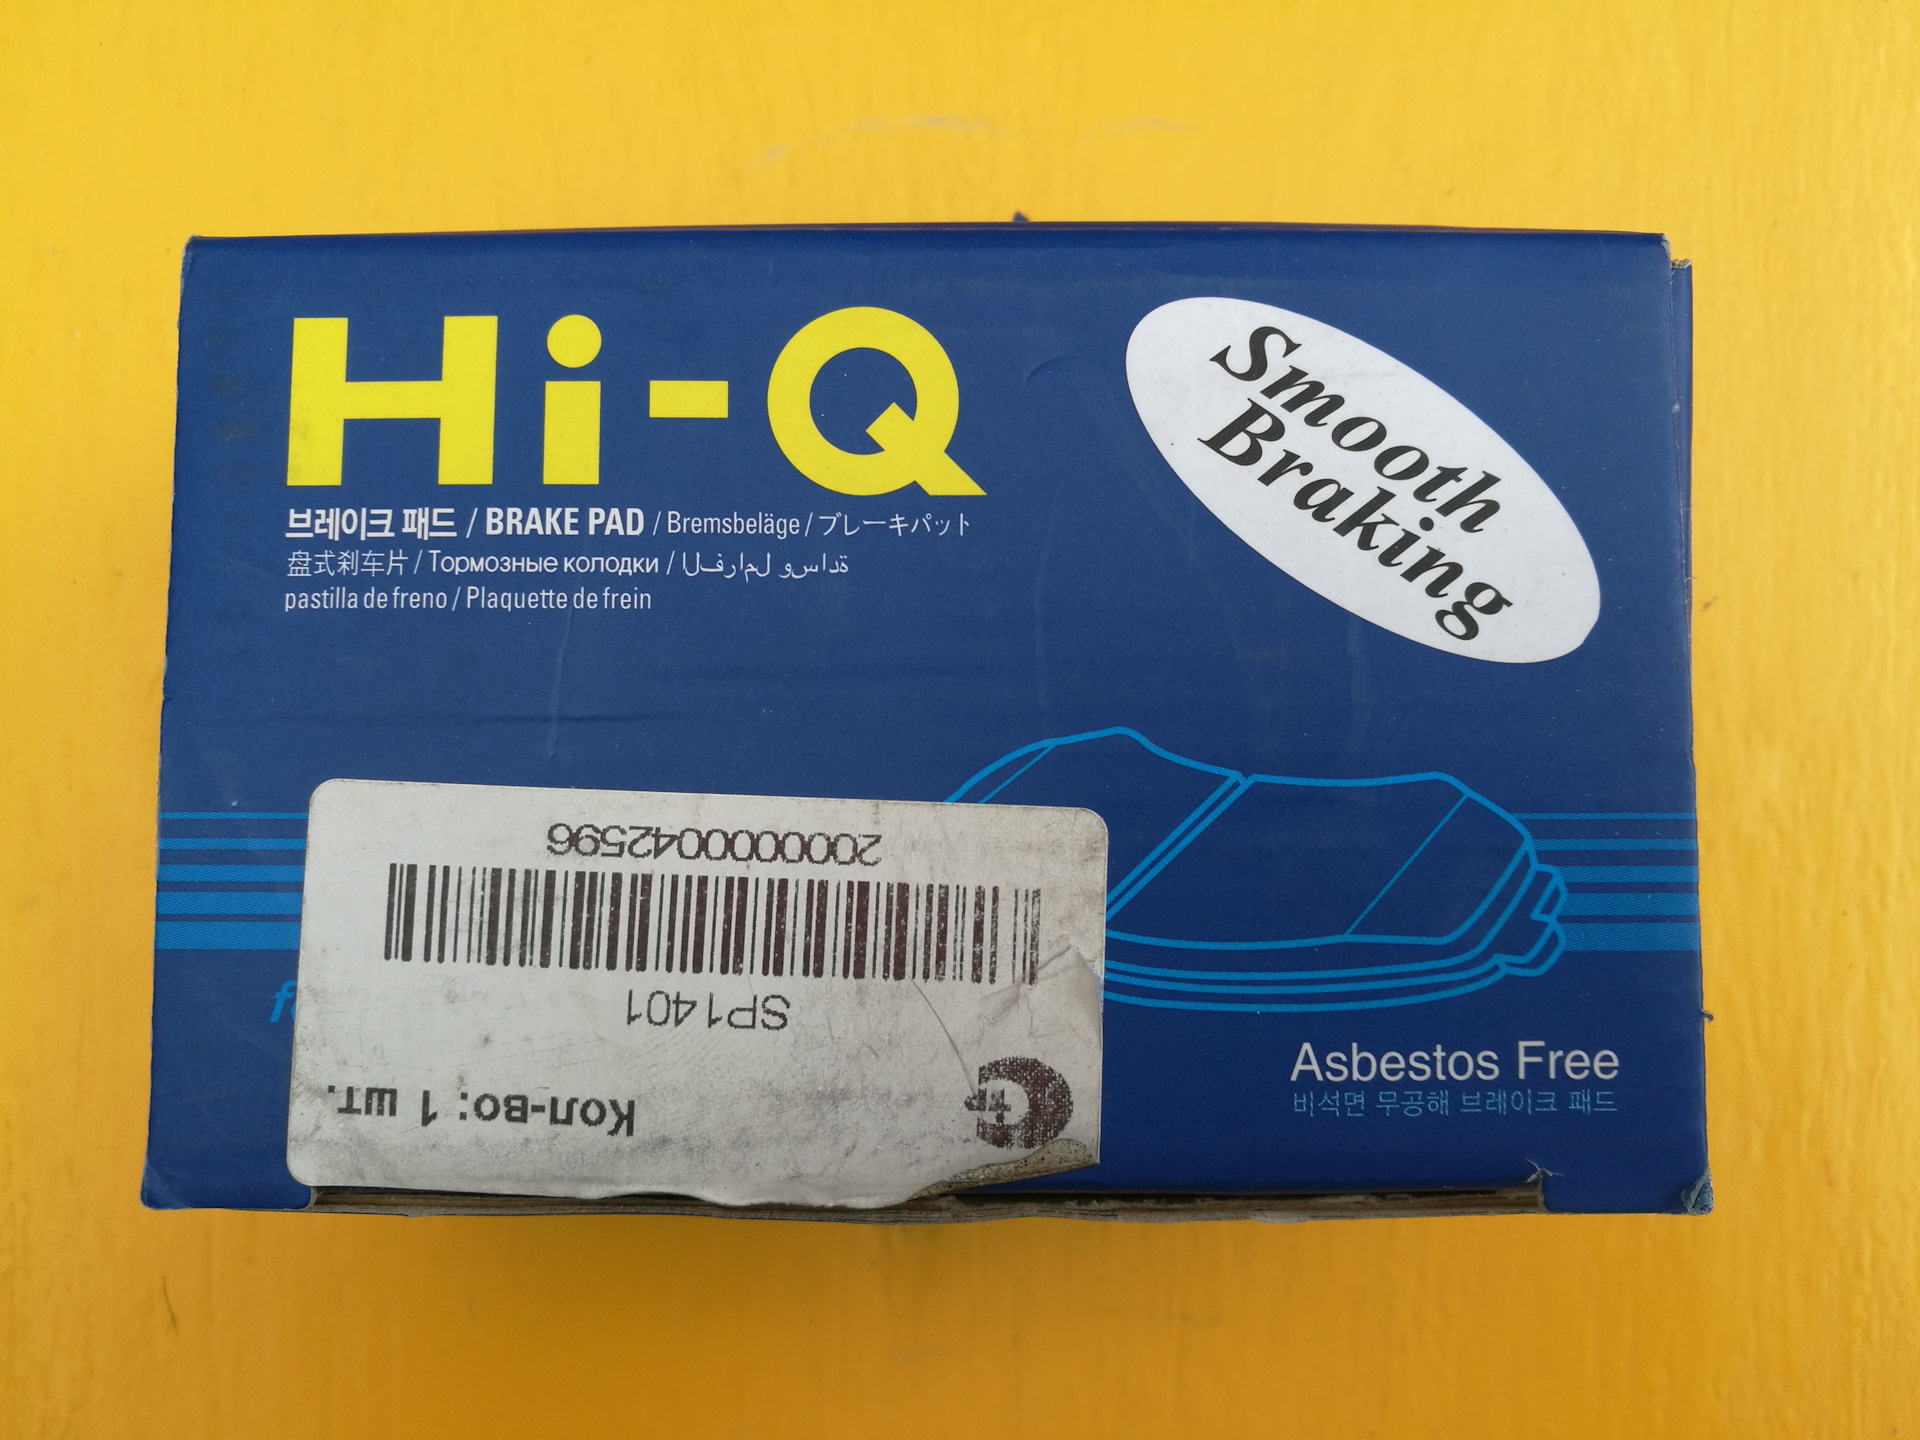 Hi-Q
Smooth
Braking
브레이크 패드 / BRAKE PAD / Bremsbeläge / ブレーキパット
盘式刹车片 / Тормозные колодки / الفرامل وسادة
pastilla de freno / Plaquette de frein
2000000042596
SP1401
Кол-во: 1 шт.
Asbestos Free
비석면 무공해 브레이크 패드